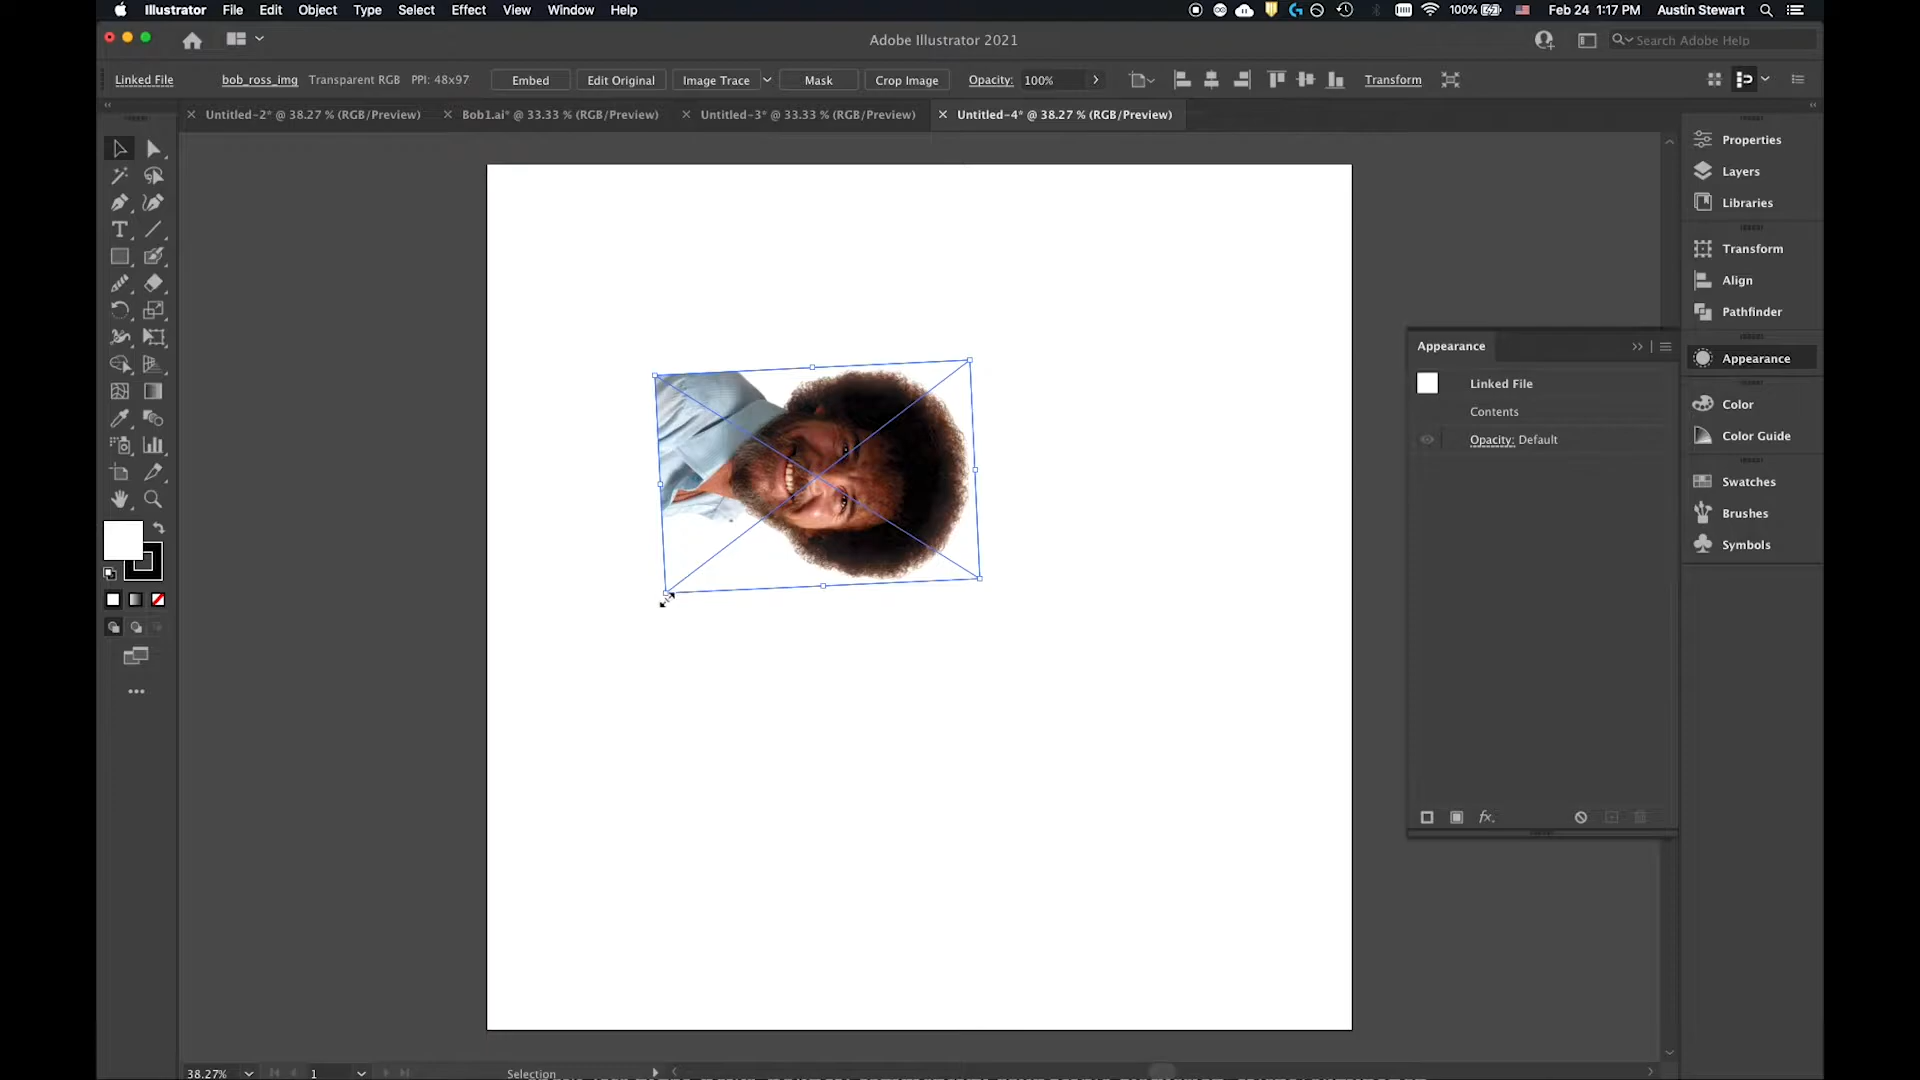 Illustrator File Edit Object Type Select Effect View Window Help 100% Feb 24 1:17 PM Austin Stewart
Adobe Illustrator 2021
Search Adobe Help
Linked File bob_ross_img Transparent RGB PPI: 48x97 Embed Edit Original Image Trace Mask Crop Image Opacity: 100% Transform
Untitled-2* @ 38.27 % (RGB/Preview) Bob1.ai* @ 33.33 % (RGB/Preview) Untitled-3* @ 33.33 % (RGB/Preview) Untitled-4* @ 38.27 % (RGB/Preview)
Properties
Layers
Libraries
Transform
Align
Pathfinder
Appearance
Color
Color Guide
Swatches
Brushes
Symbols
Appearance
Linked File
Contents
Opacity: Default
fx.
38.27% 1 Selection